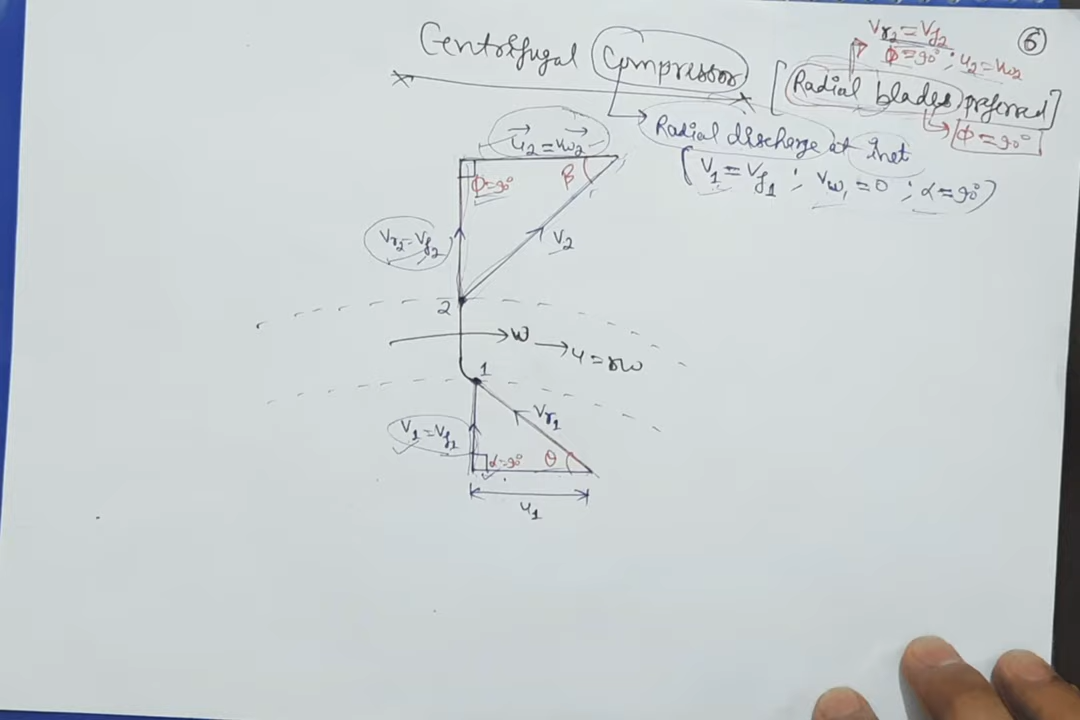 Centrifugal Compressor
Vr2 = Vf2
Φ=90° ; u2=Vw2
6
[Radial blades preferred]
Φ=90°
Radial discharge at inet
(V1 = Vf1 ; Vw1 = 0 ; α=90°)
u2 = Vw2
Φ=90°
β
Vr2=Vf2
V2
2
ω → u=rω
1
V1=Vf1
Vr1
α=90°
θ
u1